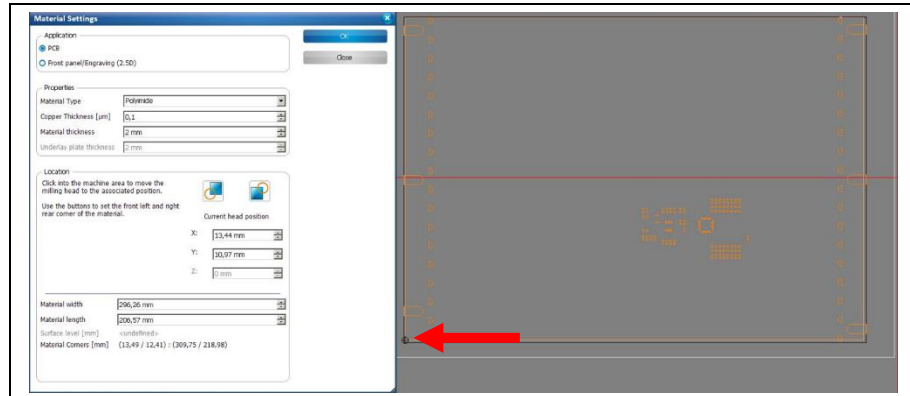 Material Settings
Application
PCB
OK
Front panel/Engraving (2.5D)
Close
Properties
Material Type Polyimide
Copper Thickness [µm] 0,1
Material thickness 2 mm
Underlay plate thickness 2 mm
Location
Click into the machine area to move the
milling head to the associated position.
Use the buttons to set the front left and right
rear corner of the material.
Current head position
X: 13,44 mm
Y: 10,97 mm
Z: 0 mm
Material width 296,26 mm
Material length 206,57 mm
Surface level [mm] <undefined>
Material Corners [mm] (13,49 / 12,41) : (309,75 / 218,98)